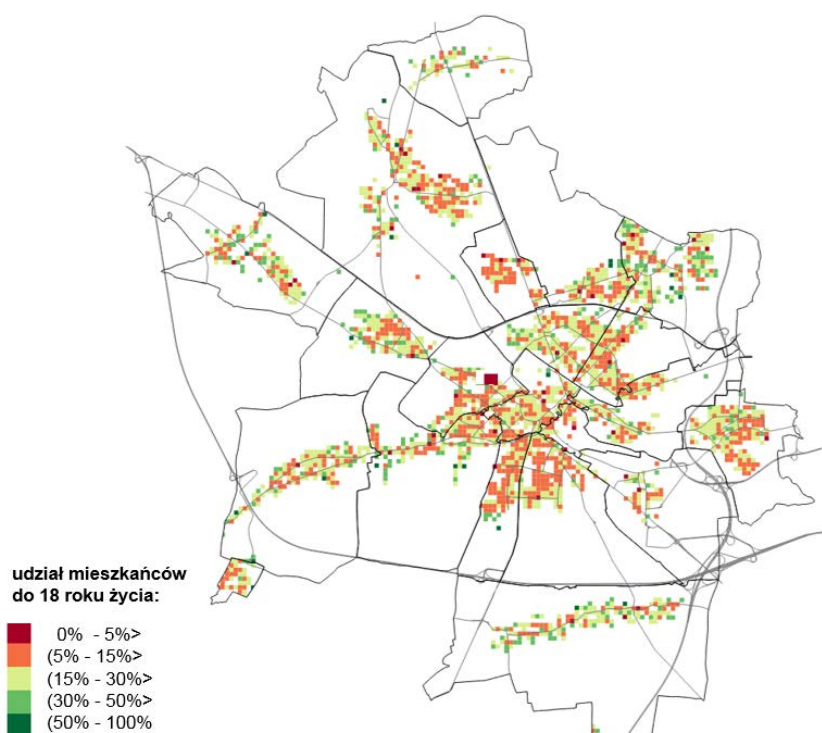 udział mieszkańców
do 18 roku życia:
0% - 5%>
(5% - 15%>
(15% - 30%>
(30% - 50%>
(50% - 100%